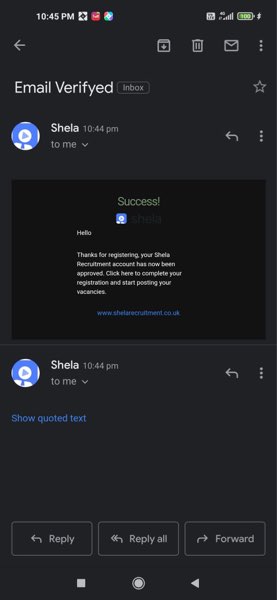 10:45 PM
4G
100
Email Verifyed
Inbox
Shela 10:44 pm
to me
Success!
shela
Hello
Thanks for registering, your Shela
Recruitment account has now been
approved. Click here to complete your
registration and start posting your
vacancies.
www.shelarecruitment.co.uk
Shela 10:44 pm
to me
Show quoted text
Reply
Reply all
Forward